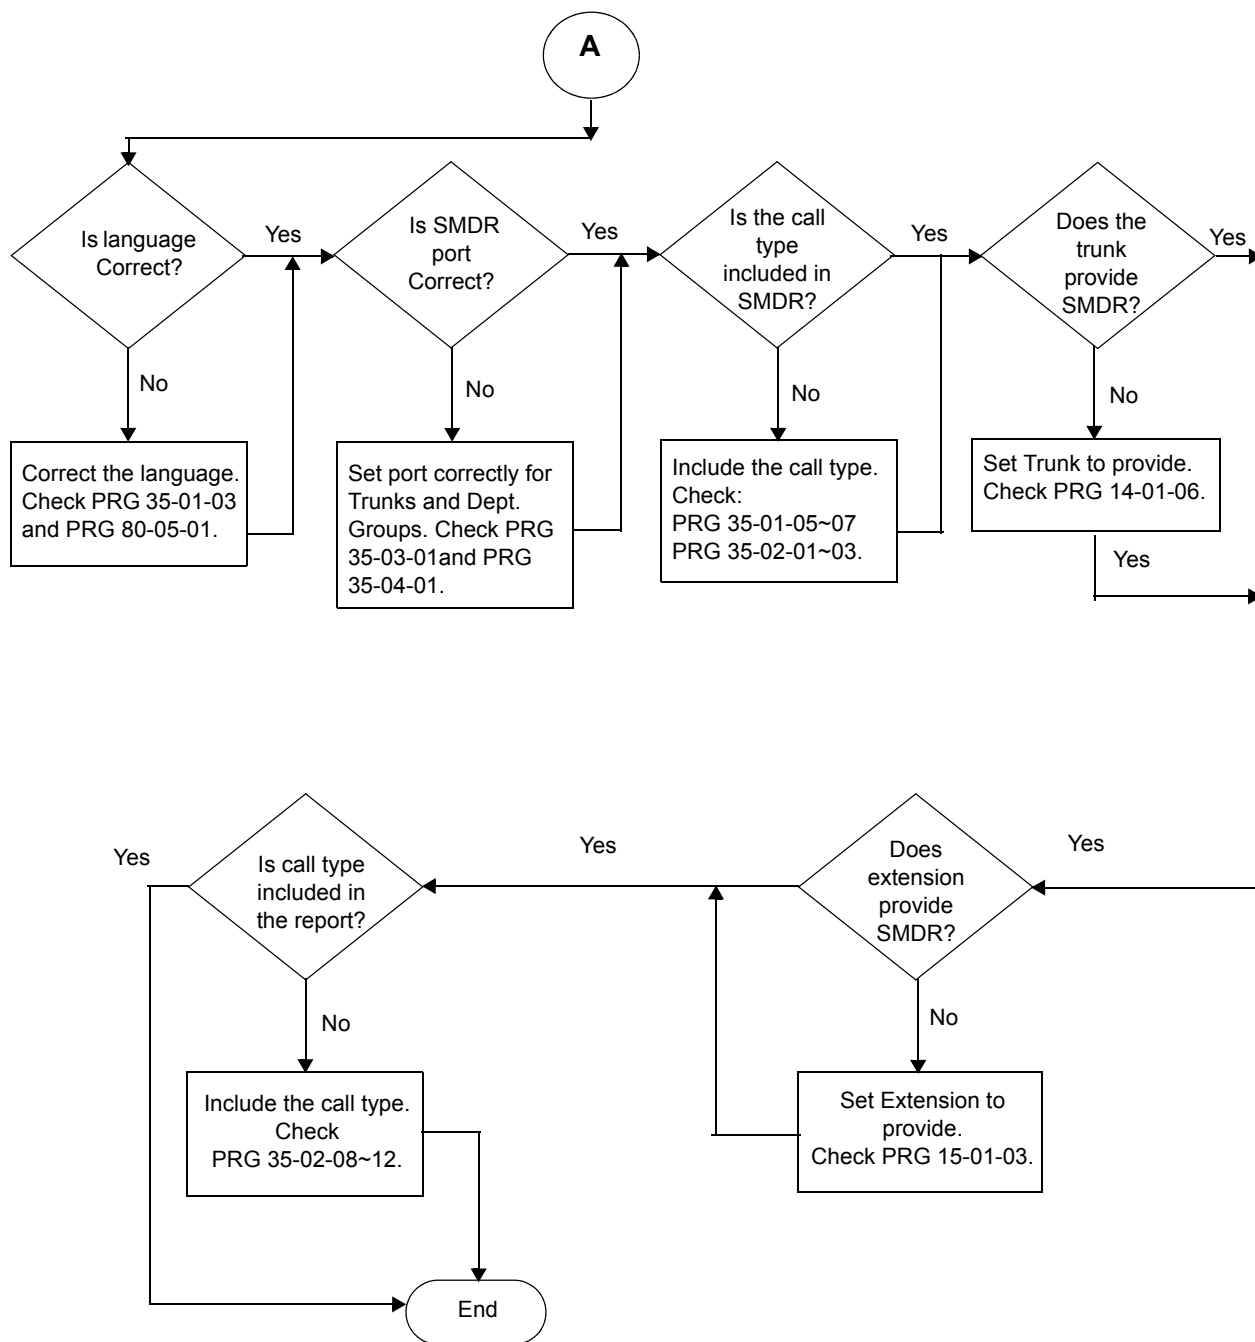 A
Is language
Correct?
Yes
No
Correct the language.
Check PRG 35-01-03
and PRG 80-05-01.
Is SMDR
port
Correct?
Yes
No
Set port correctly for
Trunks and Dept.
Groups. Check PRG
35-03-01and PRG
35-04-01.
Is the call
type
included in
SMDR?
Yes
No
Include the call type.
Check:
PRG 35-01-05~07
PRG 35-02-01~03.
Does the
trunk
provide
SMDR?
Yes
No
Set Trunk to provide.
Check PRG 14-01-06.
Yes
Yes
Does
extension
provide
SMDR?
No
Set Extension to
provide.
Check PRG 15-01-03.
Yes
Is call type
included in
the report?
Yes
No
Include the call type.
Check
PRG 35-02-08~12.
End